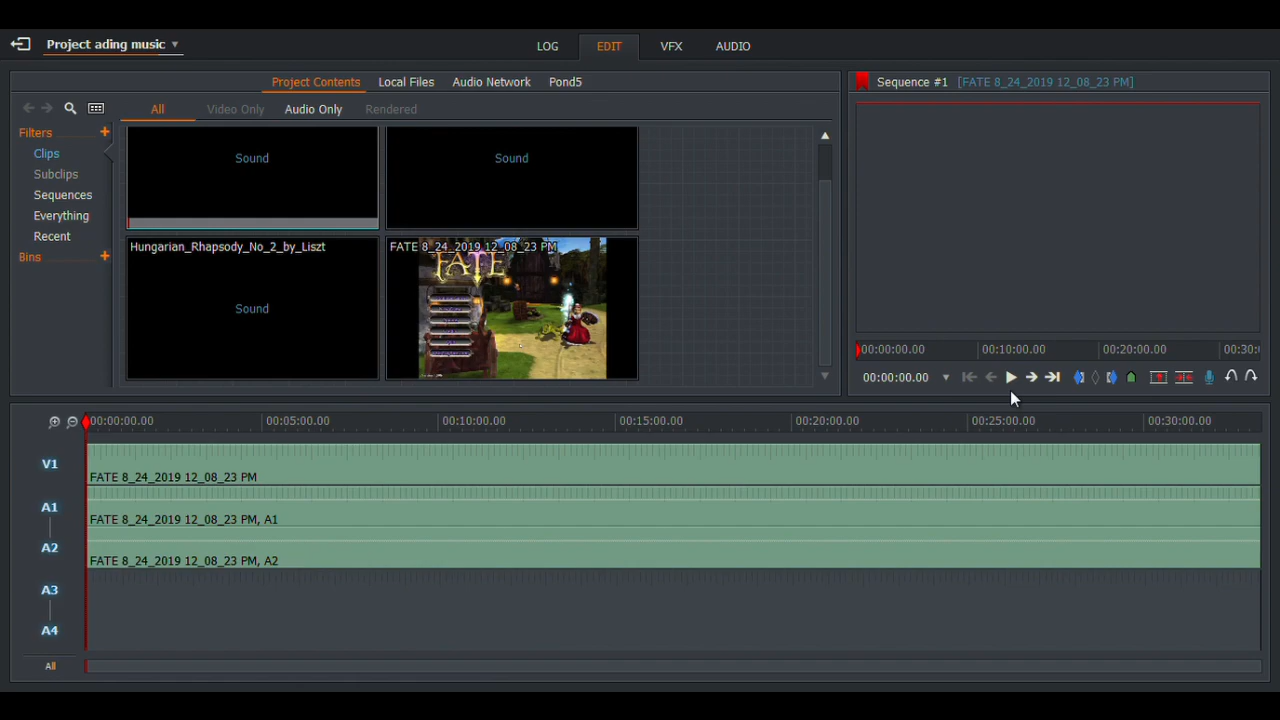 Project ading music
LOG
EDIT
VFX
AUDIO
Project Contents
Local Files
Audio Network
Pond5
Sequence #1 [FATE 8_24_2019 12_08_23 PM]
All
Video Only
Audio Only
Rendered
Filters
Clips
Subclips
Sequences
Everything
Recent
Bins
Sound
Sound
Hungarian_Rhapsody_No_2_by_Liszt
Sound
FATE 8_24_2019 12_08_23 PM
FATE
00:00:00.00
00:10:00.00
00:20:00.00
00:30:
00:00:00.00
00:00:00.00
00:05:00.00
00:10:00.00
00:15:00.00
00:20:00.00
00:25:00.00
00:30:00.00
V1
FATE 8_24_2019 12_08_23 PM
A1
FATE 8_24_2019 12_08_23 PM, A1
A2
FATE 8_24_2019 12_08_23 PM, A2
A3
A4
All